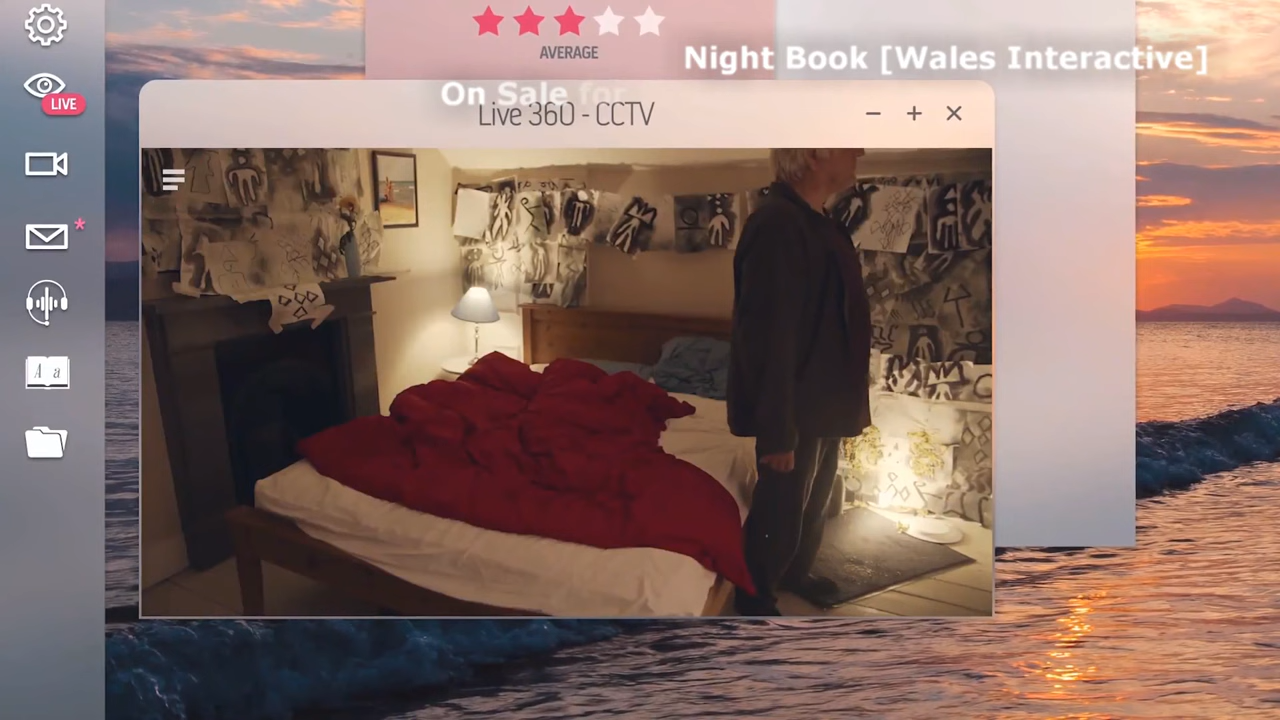 AVERAGE
Night Book [Wales Interactive]
On Sale for
Live 360 - CCTV
LIVE
A a